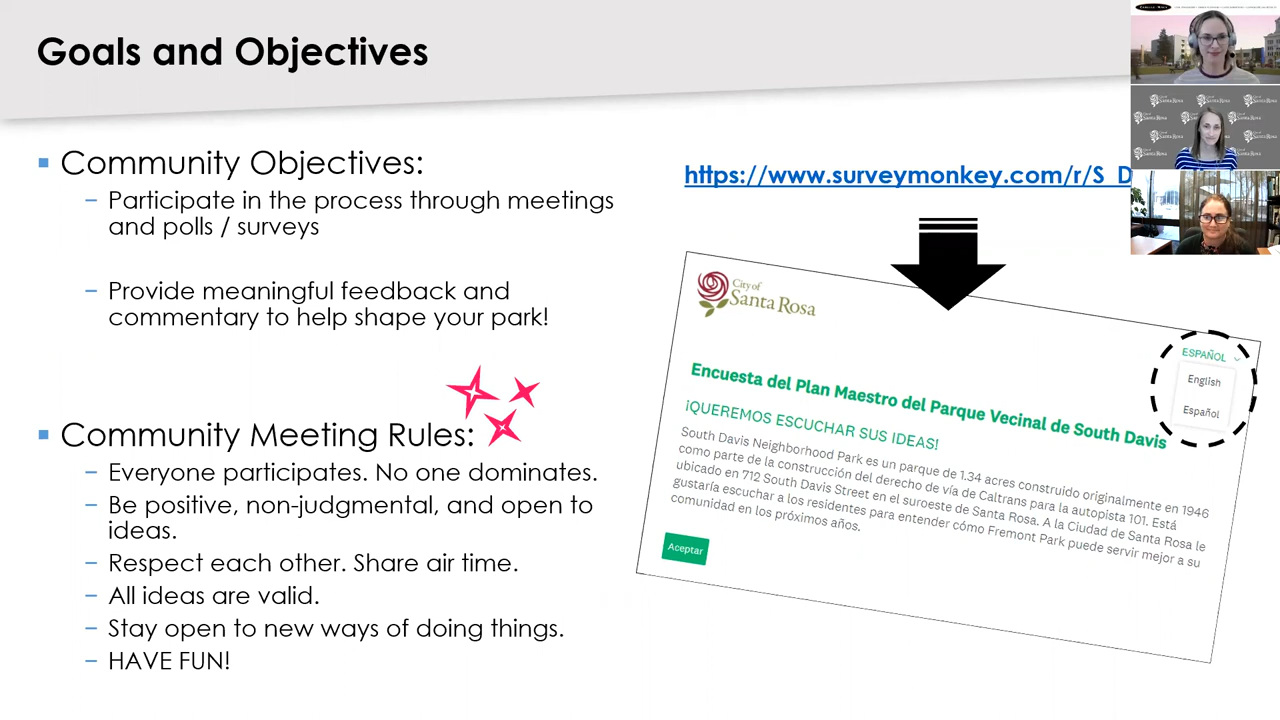 Goals and Objectives
Community Objectives:
– Participate in the process through meetings
and polls / surveys
– Provide meaningful feedback and
commentary to help shape your park!
Community Meeting Rules:
– Everyone participates. No one dominates.
– Be positive, non-judgmental, and open to
ideas.
– Respect each other. Share air time.
– All ideas are valid.
– Stay open to new ways of doing things.
– HAVE FUN!
https://www.surveymonkey.com/r/S_D
City of
Santa Rosa
ESPAÑOL
English
Español
Encuesta del Plan Maestro del Parque Vecinal de South Davis
¡QUEREMOS ESCUCHAR SUS IDEAS!
South Davis Neighborhood Park es un parque de 1.34 acres construido originalmente en 1946
como parte de la construcción del derecho de vía de Caltrans para la autopista 101. Está
ubicado en 712 South Davis Street en el suroeste de Santa Rosa. A la Ciudad de Santa Rosa le
gustaría escuchar a los residentes para entender cómo Fremont Park puede servir mejor a su
comunidad en los próximos años.
Aceptar